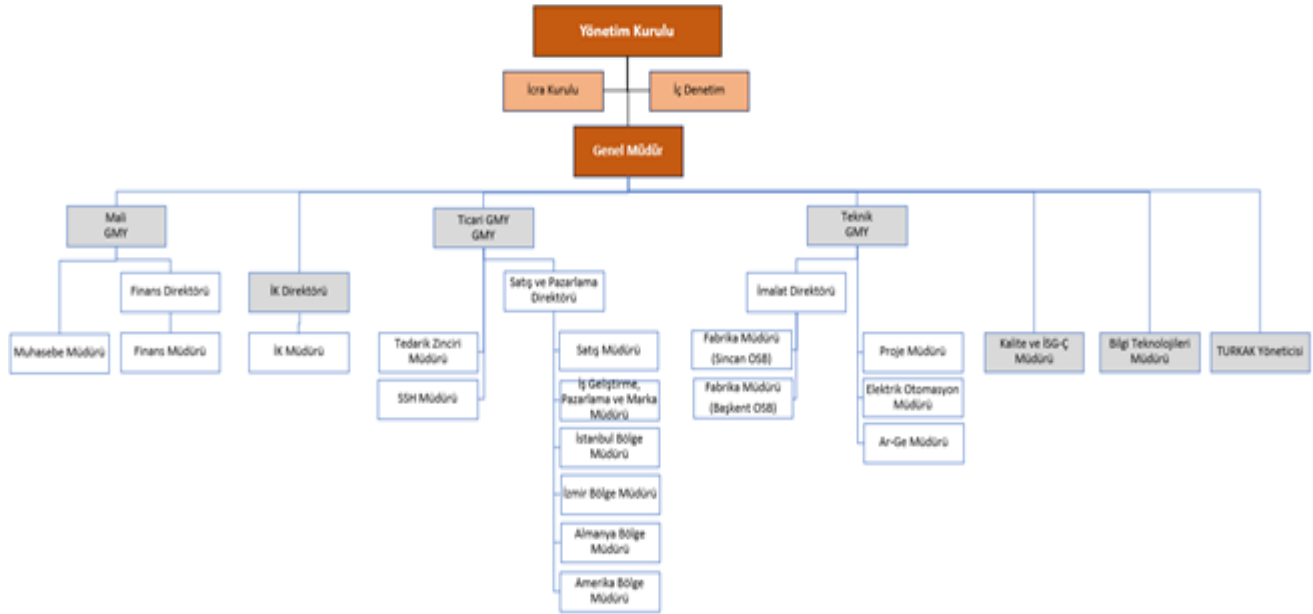 Yönetim Kurulu
İcra Kurulu
İç Denetim
Genel Müdür
Mali
GMY
Ticari GMY
GMY
Teknik
GMY
Finans Direktörü
İK Direktörü
Satış ve Pazarlama
Direktörü
İmalat Direktörü
Muhasebe Müdürü
Finans Müdürü
İK Müdürü
Tedarik Zinciri
Müdürü
SSH Müdürü
Satış Müdürü
İş Geliştirme,
Pazarlama ve Marka
Müdürü
İstanbul Bölge
Müdürü
İzmir Bölge Müdürü
Almanya Bölge
Müdürü
Amerika Bölge
Müdürü
Fabrika Müdürü
(Sincan OSB)
Fabrika Müdürü
(Başkent OSB)
Proje Müdürü
Elektrik Otomasyon
Müdürü
Ar-Ge Müdürü
Kalite ve İSG-Ç
Müdürü
Bilgi Teknolojileri
Müdürü
TURKAK Yöneticisi